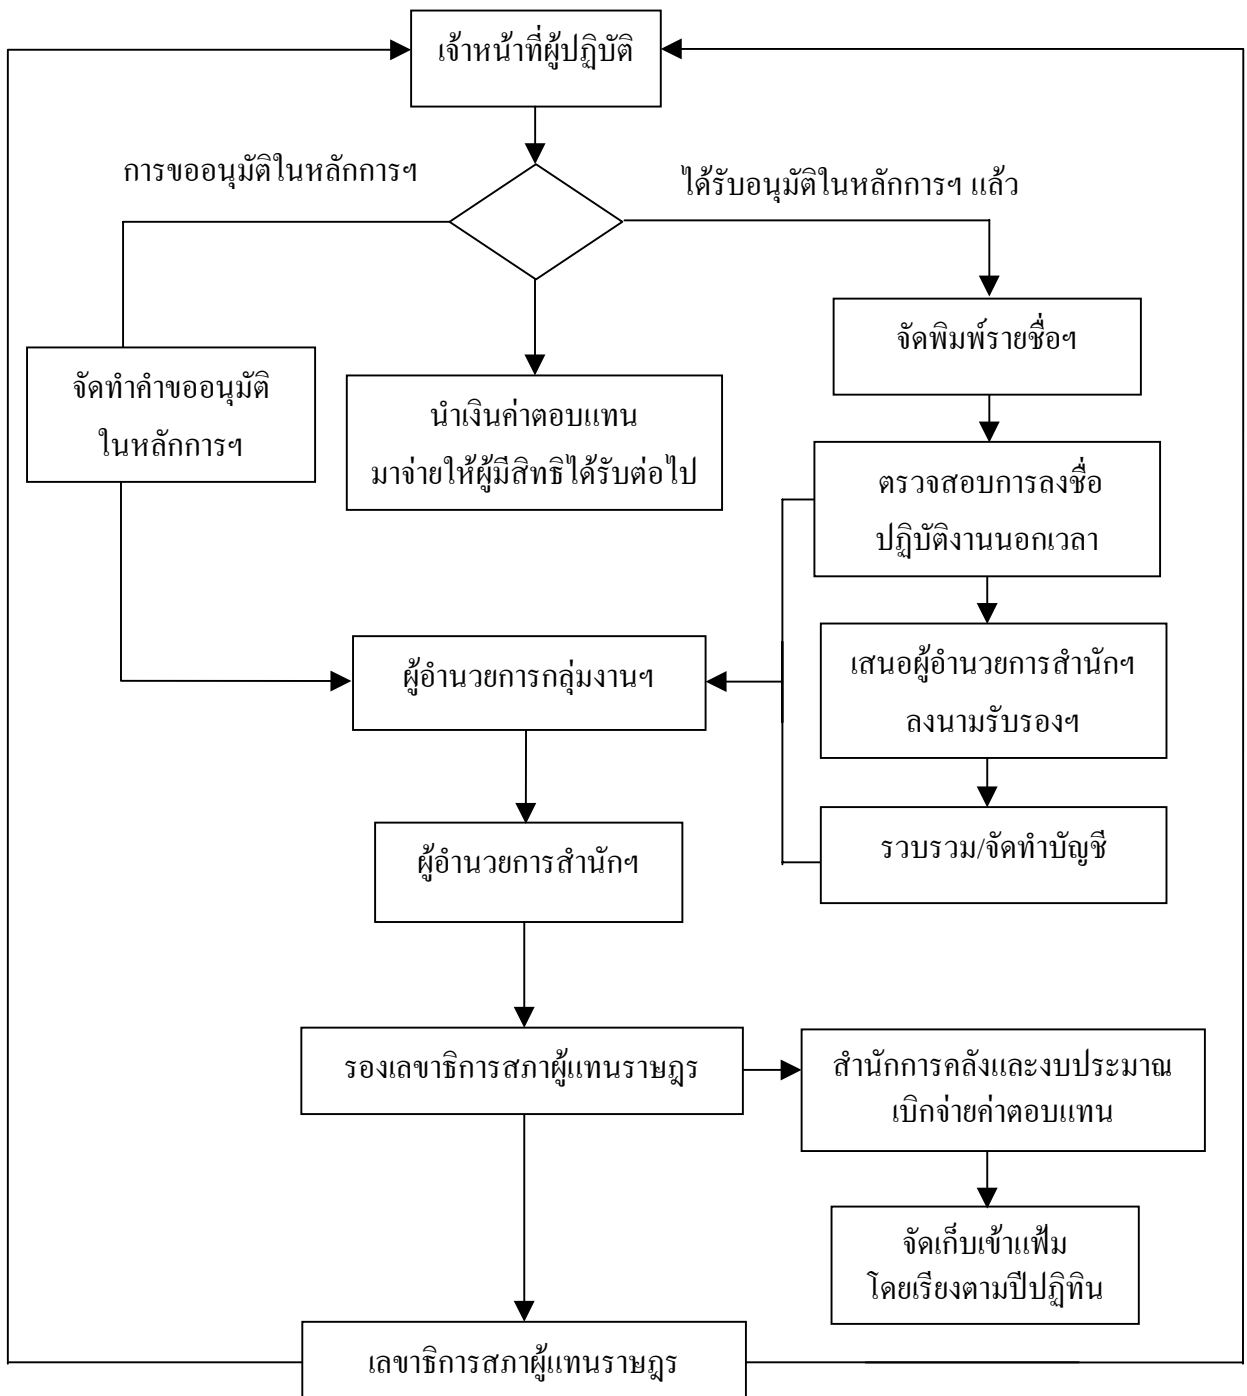 เจ้าหน้าที่ผู้ปฏิบัติ
การขออนุมัติในหลักการฯ
ได้รับอนุมัติในหลักการฯ แล้ว
จัดพิมพ์รายชื่อฯ
จัดทำคำขออนุมัติ
ในหลักการฯ
นำเงินค่าตอบแทน
มาจ่ายให้ผู้มีสิทธิได้รับต่อไป
ตรวจสอบการลงชื่อ
ปฏิบัติงานนอกเวลา
ผู้อำนวยการกลุ่มงานฯ
เสนอผู้อำนวยการสำนักฯ
ลงนามรับรองฯ
รวบรวม/จัดทำบัญชี
ผู้อำนวยการสำนักฯ
รองเลขาธิการสภาผู้แทนราษฎร
สำนักการคลังและงบประมาณ
เบิกจ่ายค่าตอบแทน
จัดเก็บเข้าแฟ้ม
โดยเรียงตามปีปฏิทิน
เลขาธิการสภาผู้แทนราษฎร